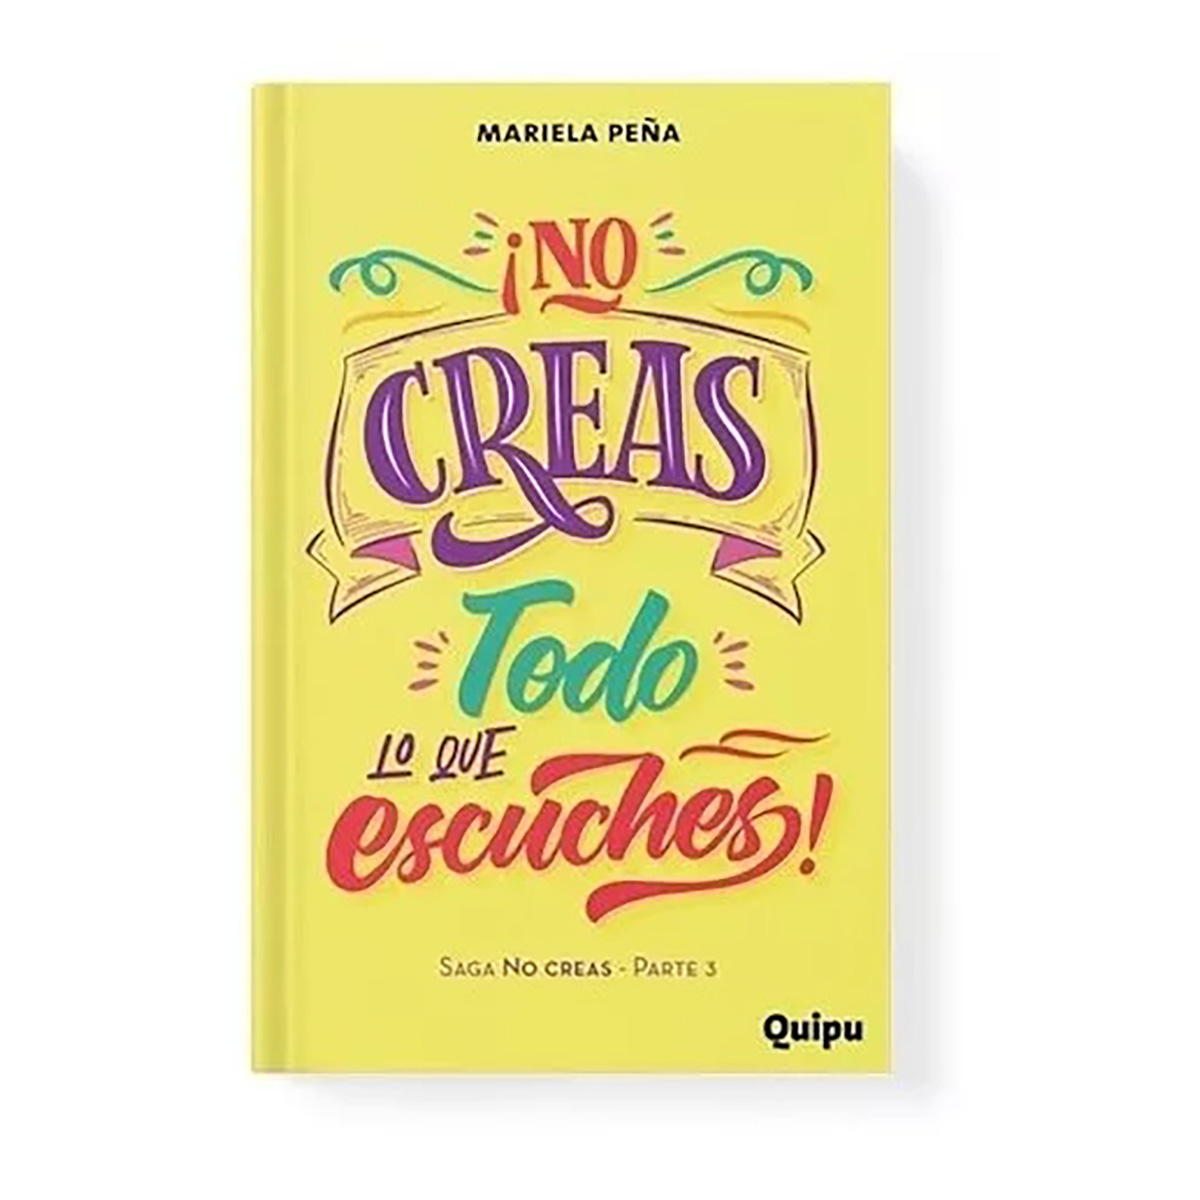 MARIELA PEÑA
¡NO
CREAS
Todo
LO QUE
escuches!
SAGA NO CREAS - PARTE 3
Quipu